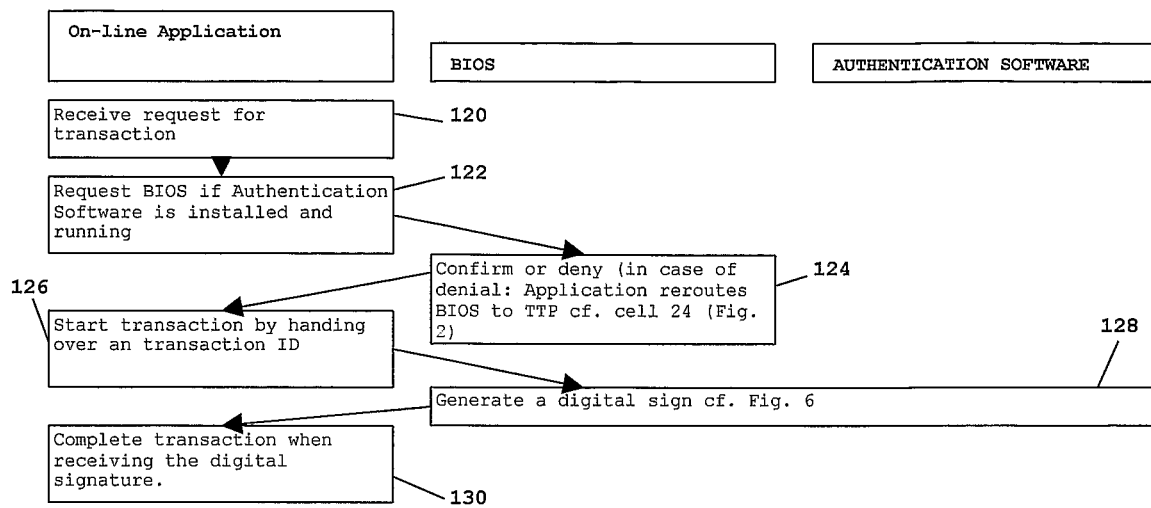 On-line Application
BIOS
AUTHENTICATION SOFTWARE
Receive request for
transaction
120
Request BIOS if Authentication
Software is installed and
running
122
Confirm or deny (in case of
denial: Application reroutes
BIOS to TTP cf. cell 24 (Fig.
2)
124
126
Start transaction by handing
over an transaction ID
128
Generate a digital sign cf. Fig. 6
Complete transaction when
receiving the digital
signature.
130